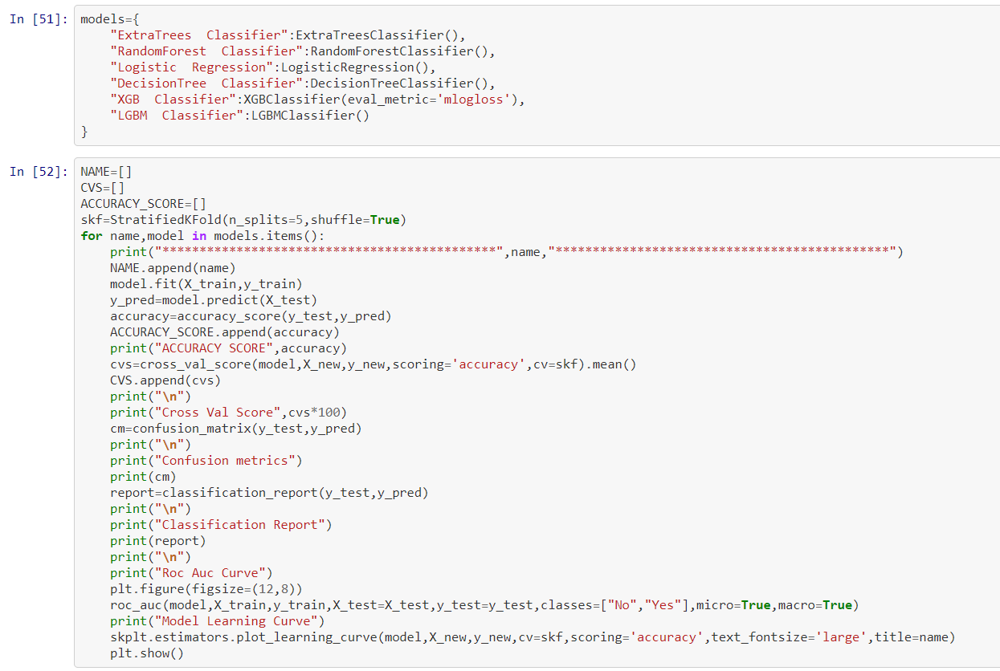 In [51]: models={
    "ExtraTrees  Classifier":ExtraTreesClassifier(),
    "RandomForest  Classifier":RandomForestClassifier(),
    "Logistic  Regression":LogisticRegression(),
    "DecisionTree  Classifier":DecisionTreeClassifier(),
    "XGB  Classifier":XGBClassifier(eval_metric='mlogloss'),
    "LGBM  Classifier":LGBMClassifier()
}
In [52]: NAME=[]
CVS=[]
ACCURACY_SCORE=[]
skf=StratifiedKFold(n_splits=5,shuffle=True)
for name,model in models.items():
    print("*********************************************",name,"*********************************************")
    NAME.append(name)
    model.fit(X_train,y_train)
    y_pred=model.predict(X_test)
    accuracy=accuracy_score(y_test,y_pred)
    ACCURACY_SCORE.append(accuracy)
    print("ACCURACY SCORE",accuracy)
    cvs=cross_val_score(model,X_new,y_new,scoring='accuracy',cv=skf).mean()
    CVS.append(cvs)
    print("\n")
    print("Cross Val Score",cvs*100)
    cm=confusion_matrix(y_test,y_pred)
    print("\n")
    print("Confusion metrics")
    print(cm)
    report=classification_report(y_test,y_pred)
    print("\n")
    print("Classification Report")
    print(report)
    print("\n")
    print("Roc Auc Curve")
    plt.figure(figsize=(12,8))
    roc_auc(model,X_train,y_train,X_test=X_test,y_test=y_test,classes=["No","Yes"],micro=True,macro=True)
    print("Model Learning Curve")
    skplt.estimators.plot_learning_curve(model,X_new,y_new,cv=skf,scoring='accuracy',text_fontsize='large',title=name)
    plt.show()